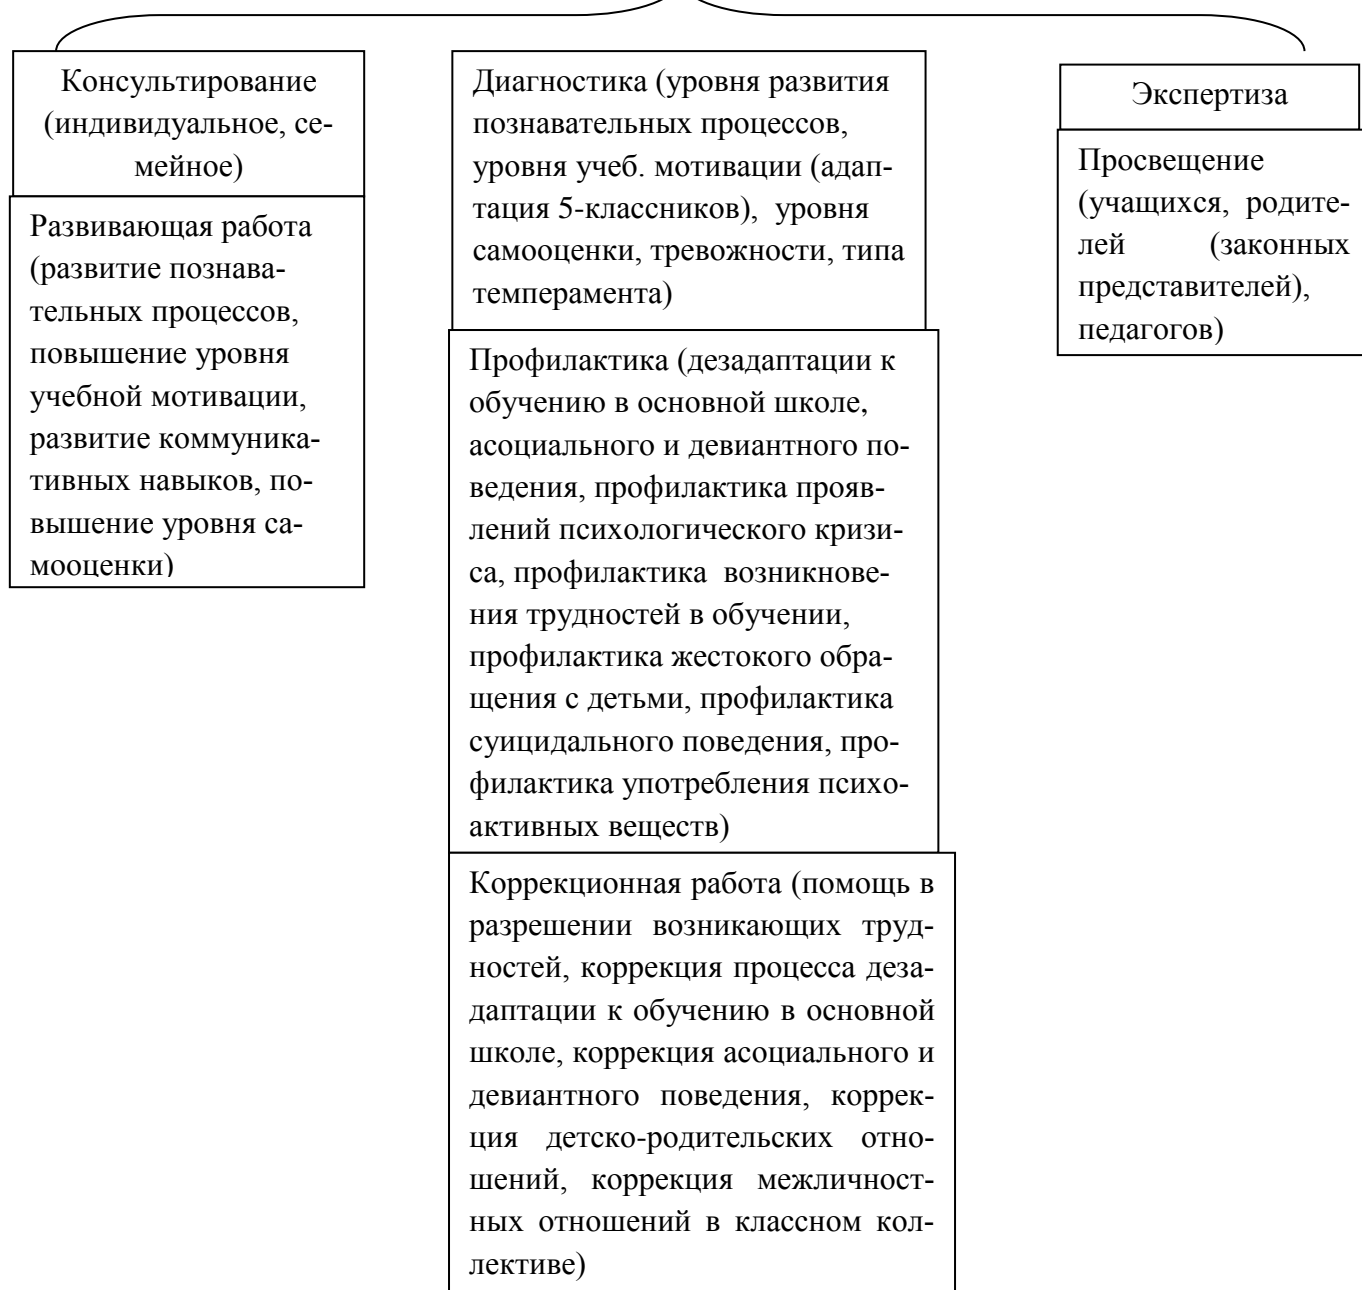 Консультирование
(индивидуальное, се-
мейное)
Развивающая работа
(развитие познава-
тельных процессов,
повышение уровня
учебной мотивации,
развитие коммуника-
тивных навыков, по-
вышение уровня са-
мооценки)
Диагностика (уровня развития
познавательных процессов,
уровня учеб. мотивации (адап-
тация 5-классников), уровня
самооценки, тревожности, типа
темперамента)
Профилактика (дезадаптации к
обучению в основной школе,
асоциального и девиантного по-
ведения, профилактика прояв-
лений психологического кризи-
са, профилактика возникнове-
ния трудностей в обучении,
профилактика жестокого обра-
щения с детьми, профилактика
суицидального поведения, про-
филактика употребления психо-
активных веществ)
Коррекционная работа (помощь в
разрешении возникающих труд-
ностей, коррекция процесса деза-
даптации к обучению в основной
школе, коррекция асоциального и
девиантного поведения, коррек-
ция детско-родительских отно-
шений, коррекция межличност-
ных отношений в классном кол-
лективе)
Экспертиза
Просвещение
(учащихся, родите-
лей (законных
представителей),
педагогов)